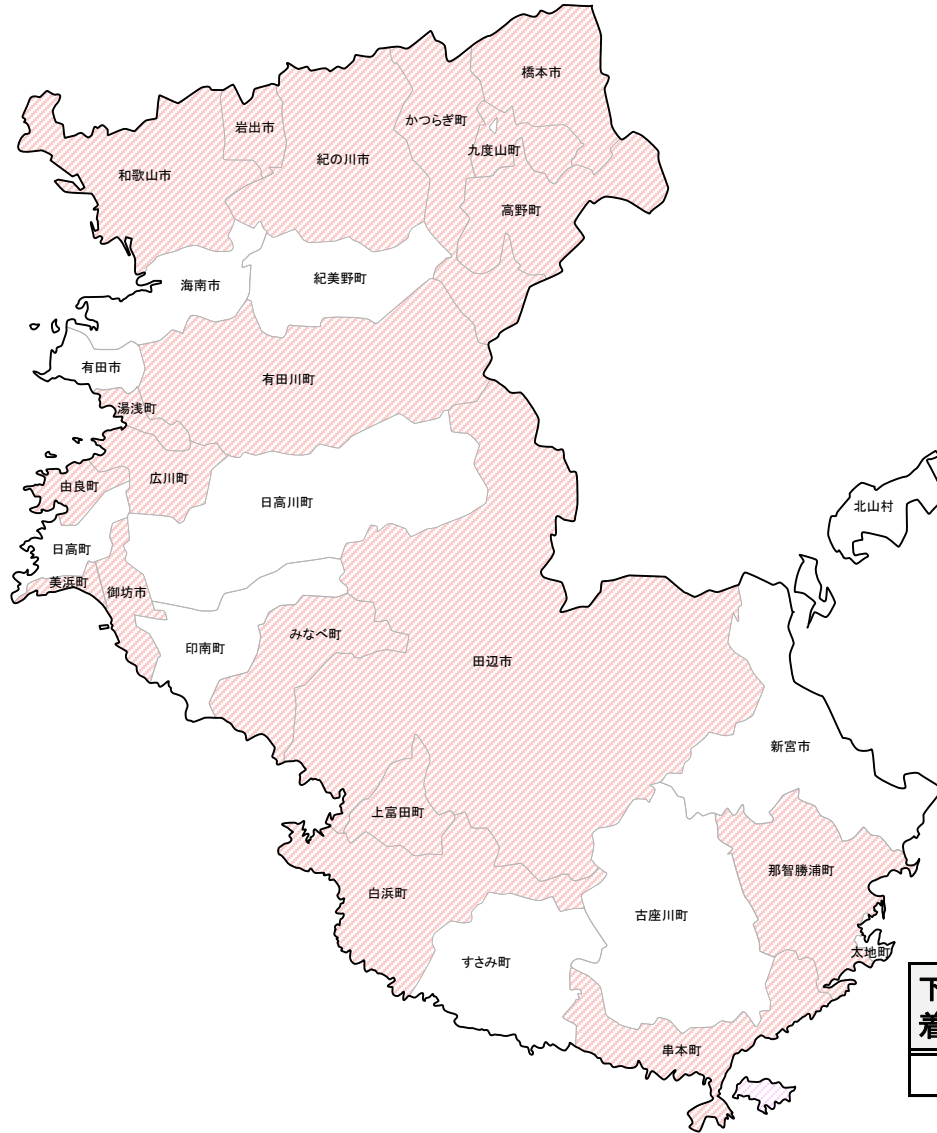 橋本市
かつらぎ町
岩出市
九度山町
紀の川市
和歌山市
高野町
海南市
紀美野町
有田市
有田川町
湯浅町
広川町
由良町
日高川町
北山村
日高町
美浜町
御坊市
みなべ町
印南町
田辺市
新宮市
上富田町
那智勝浦町
白浜町
古座川町
太地町
すさみ町
串本町
下
着